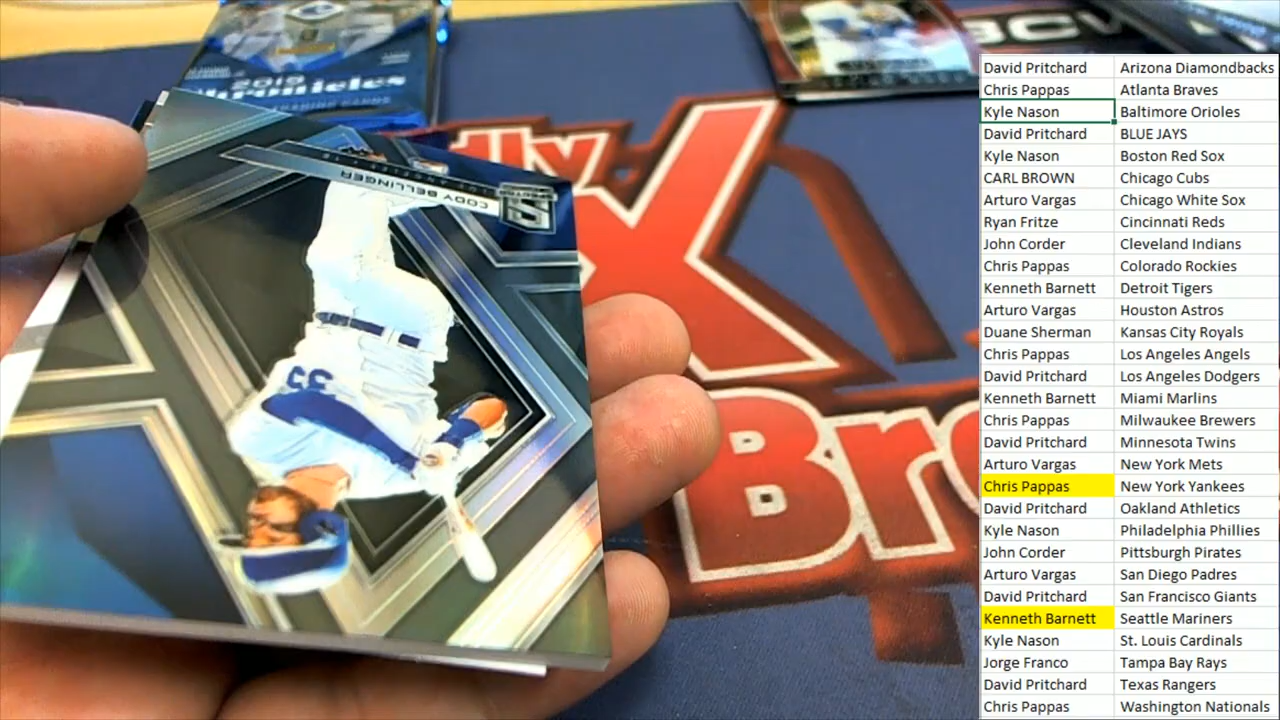 2019
CODY BELLINGER
LOS ANGELES
S
SPECTRA
33
BCW
X
Br
David Pritchard Arizona Diamondbacks
Chris Pappas Atlanta Braves
Kyle Nason Baltimore Orioles
David Pritchard BLUE JAYS
Kyle Nason Boston Red Sox
CARL BROWN Chicago Cubs
Arturo Vargas Chicago White Sox
Ryan Fritze Cincinnati Reds
John Corder Cleveland Indians
Chris Pappas Colorado Rockies
Kenneth Barnett Detroit Tigers
Arturo Vargas Houston Astros
Duane Sherman Kansas City Royals
Chris Pappas Los Angeles Angels
David Pritchard Los Angeles Dodgers
Kenneth Barnett Miami Marlins
Chris Pappas Milwaukee Brewers
David Pritchard Minnesota Twins
Arturo Vargas New York Mets
Chris Pappas New York Yankees
David Pritchard Oakland Athletics
Kyle Nason Philadelphia Phillies
John Corder Pittsburgh Pirates
Arturo Vargas San Diego Padres
David Pritchard San Francisco Giants
Kenneth Barnett Seattle Mariners
Kyle Nason St. Louis Cardinals
Jorge Franco Tampa Bay Rays
David Pritchard Texas Rangers
Chris Pappas Washington Nationals